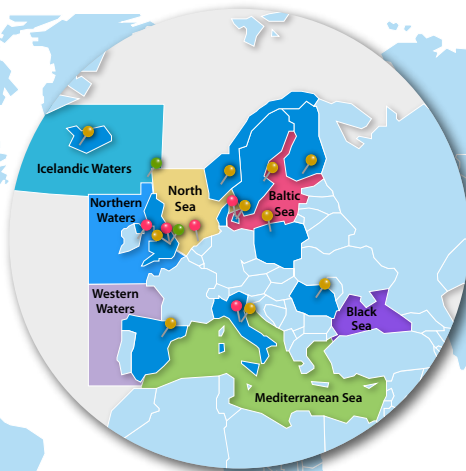 Icelandic Waters
Northern
Waters
North
Sea
Baltic
Sea
Western
Waters
Black
Sea
Mediterranean Sea